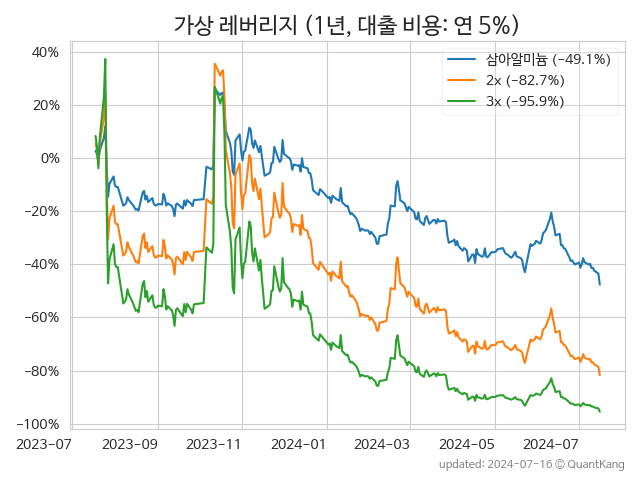 가상 레버리지 (1년, 대출 비용: 연 5%)
삼아알미늄 (-49.1%)
2x (-82.7%)
3x (-95.9%)
40%
20%
0%
-20%
-40%
-60%
-80%
-100%
2023-07 2023-09 2023-11 2024-01 2024-03 2024-05 2024-07
updated: 2024-07-16 © QuantKang